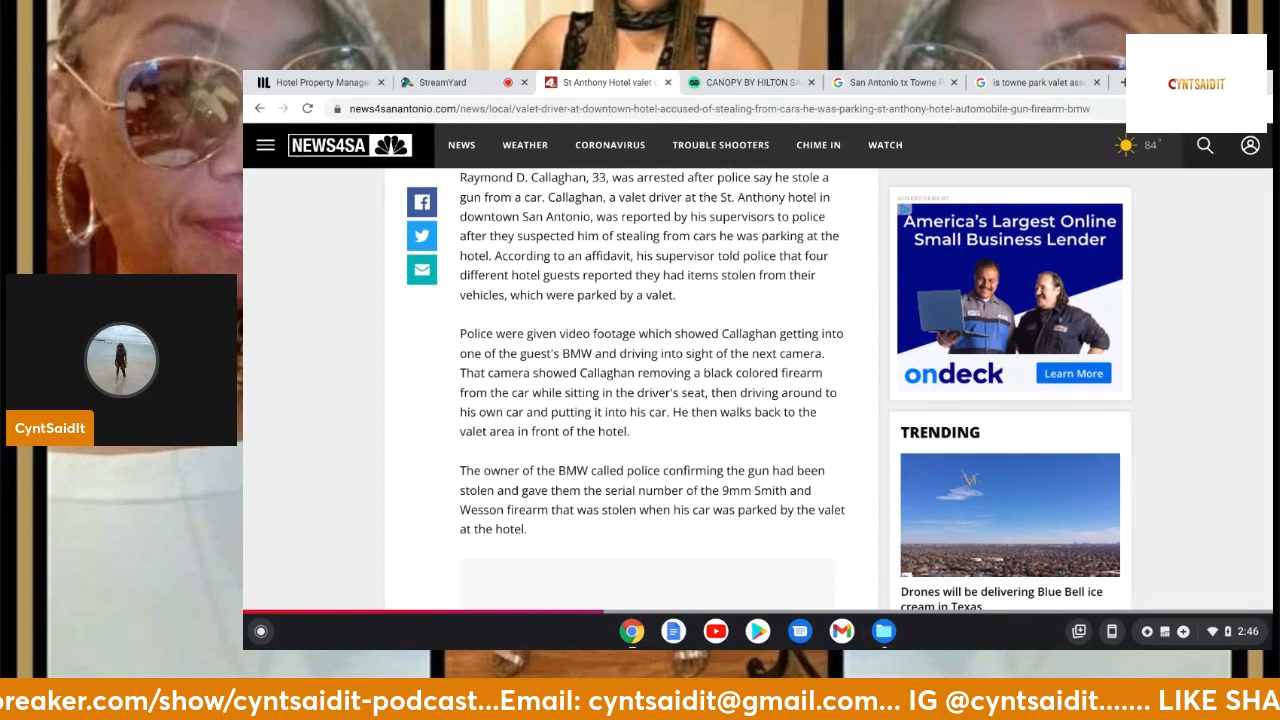 CYNTSAIDIT
Hotel Property Manage
StreamYard
St Anthony Hotel valet
CANOPY BY HILTON SA
San Antonio tx Towne P
is towne park valet ass
news4sanantonio.com/news/local/valet-driver-at-downtown-hotel-accused-of-stealing-from-cars-he-was-parking-st-anthony-hotel-automobile-gun-firearm-bmw
NEWS4SA
NEWS WEATHER CORONAVIRUS TROUBLE SHOOTERS CHIME IN WATCH
84°
Raymond D. Callaghan, 33, was arrested after police say he stole a
gun from a car. Callaghan, a valet driver at the St. Anthony hotel in
downtown San Antonio, was reported by his supervisors to police
after they suspected him of stealing from cars he was parking at the
hotel. According to an affidavit, his supervisor told police that four
different hotel guests reported they had items stolen from their
vehicles, which were parked by a valet.
Police were given video footage which showed Callaghan getting into
one of the guest's BMW and driving into sight of the next camera.
That camera showed Callaghan removing a black colored firearm
from the car while sitting in the driver's seat, then driving around to
his own car and putting it into his car. He then walks back to the
valet area in front of the hotel.
The owner of the BMW called police confirming the gun had been
stolen and gave them the serial number of the 9mm Smith and
Wesson firearm that was stolen when his car was parked by the valet
at the hotel.
ADVERTISEMENT
America's Largest Online
Small Business Lender
ondeck
Learn More
TRENDING
Drones will be delivering Blue Bell ice
cream in Texas
CyntSaidIt
2:46
breaker.com/show/cyntsaidit-podcast...Email: cyntsaidit@gmail.com... IG @cyntsaidit....... LIKE SHA